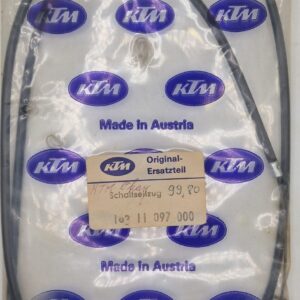 KTM KTM KTM
KTM KTM
Made in Austria
KTM
KTM Original-
Ersatzteil
Schaltseilzug 99,80
11 097 000
KTM KTM
Made in Austria
KTM KTM KTM